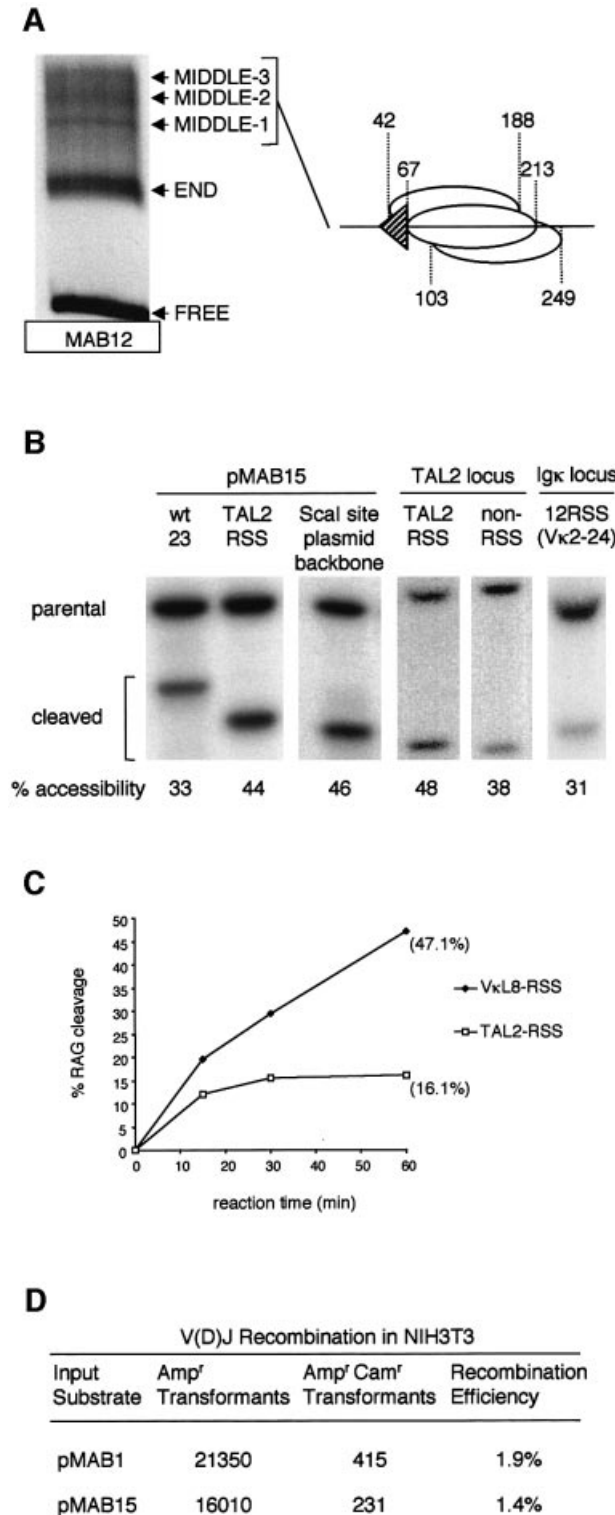 A
MIDDLE-3
MIDDLE-2
MIDDLE-1
END
FREE
MAB12
42
188
67
213
103
249
B
pMAB15
TAL2 locus
Igκ locus
wt
23
TAL2
RSS
ScaI site
plasmid
backbone
TAL2
RSS
non-
RSS
12RSS
(Vκ2-24)
parental
cleaved
% accessibility 33 44 46 48 38 31
C
% RAG cleavage
50
45
40
35
30
25
20
15
10
5
0
0 10 20 30 40 50 60
reaction time (min)
(47.1%)
(16.1%)
VκL8-RSS
TAL2-RSS
D
V(D)J Recombination in NIH3T3
Input Ampʳ Ampʳ Camʳ Recombination
Substrate Transformants Transformants Efficiency
pMAB1 21350 415 1.9%
pMAB15 16010 231 1.4%